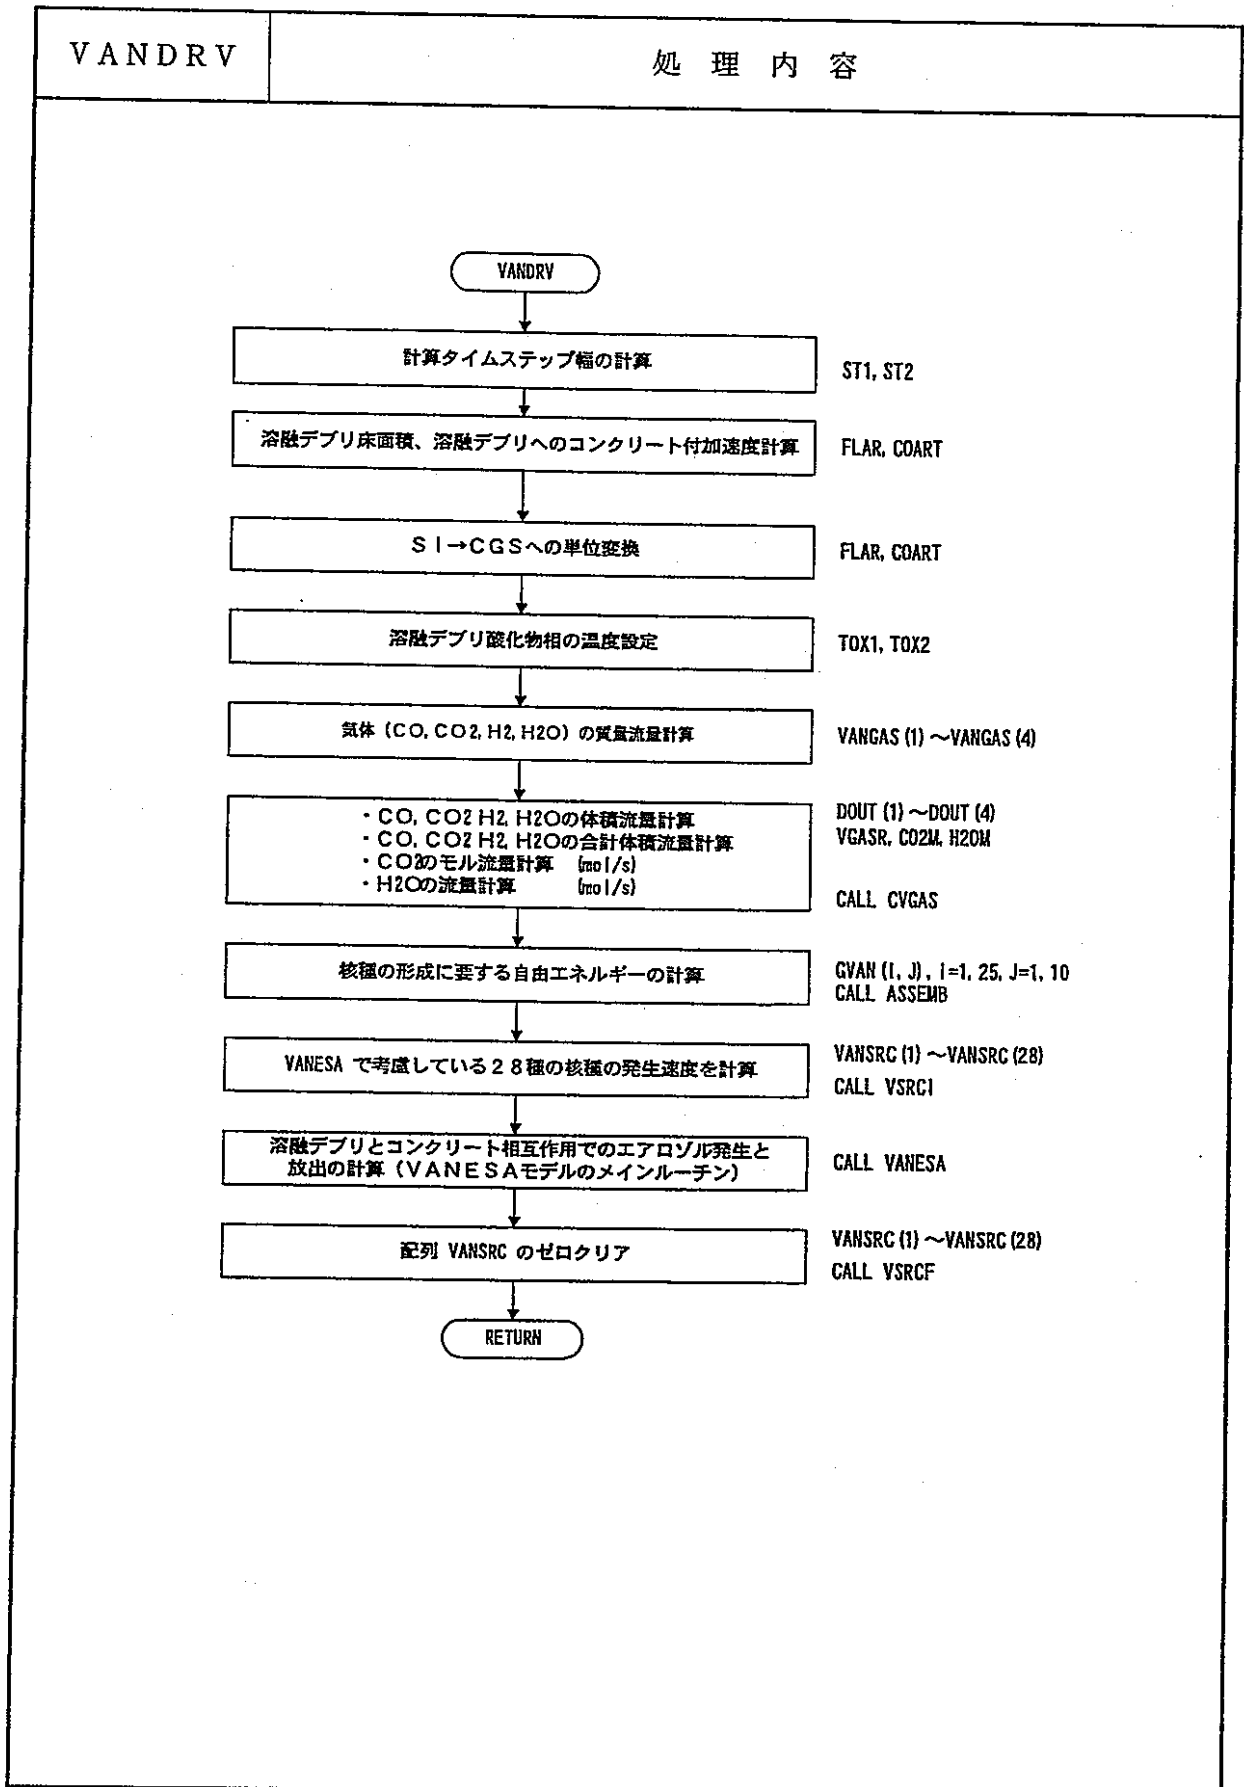 VANDRV
処理内容
VANDRV
計算タイムステップ幅の計算
ST1, ST2
溶融デブリ床面積、溶融デブリへのコンクリート付加速度計算
FLAR, COART
SI→CGSへの単位変換
FLAR, COART
溶融デブリ酸化物相の温度設定
TOX1, TOX2
気体(CO, CO2, H2, H2O)の質量流量計算
VANGAS(1)~VANGAS(4)
・CO, CO2 H2, H2Oの体積流量計算
・CO, CO2 H2, H2Oの合計体積流量計算
・CO2のモル流量計算 (mol/s)
・H2Oの流量計算 (mol/s)
DOUT(1)~DOUT(4)
VGASR, CO2M, H2OM
CALL CVGAS
核種の形成に要する自由エネルギーの計算
GVAN(I, J), I=1, 25, J=1, 10
CALL ASSEMB
VANESA で考慮している28種の核種の発生速度を計算
VANSRC(1)~VANSRC(28)
CALL VSRCI
溶融デブリとコンクリート相互作用でのエアロゾル発生と
放出の計算(VANESAモデルのメインルーチン)
CALL VANESA
配列 VANSRC のゼロクリア
VANSRC(1)~VANSRC(28)
CALL VSRCF
RETURN